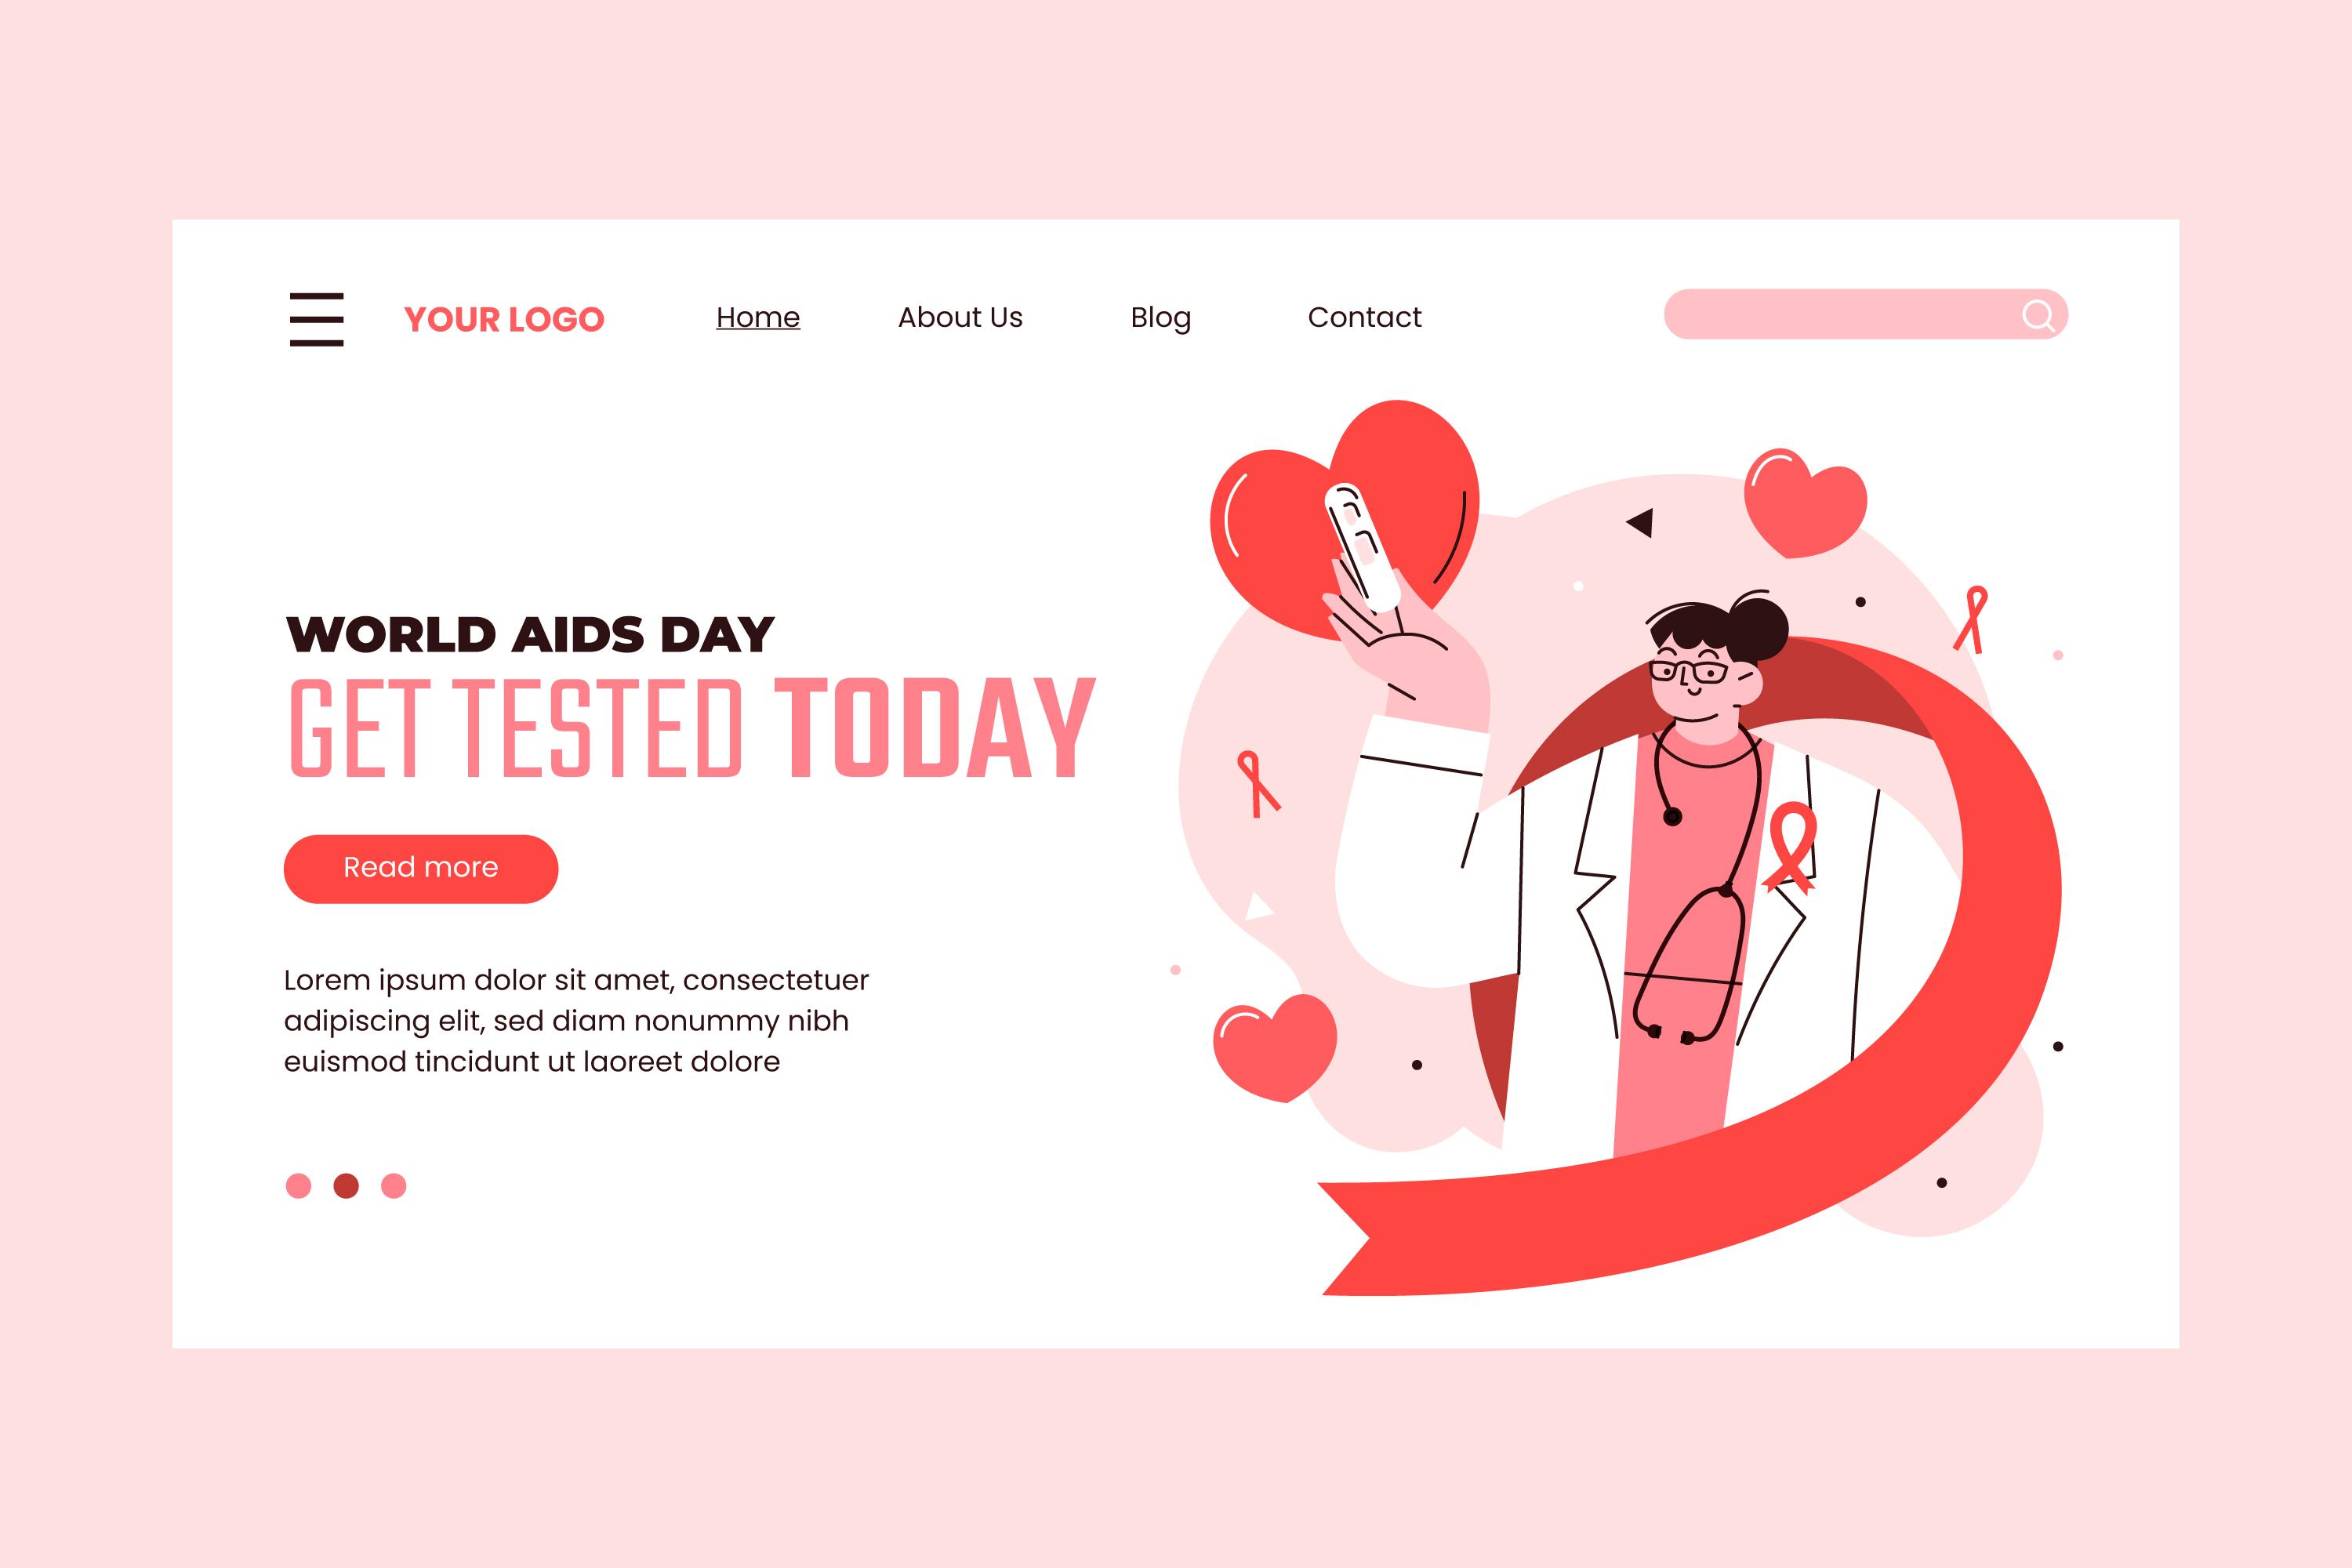 YOUR LOGO
Home
About Us
Blog
Contact
WORLD AIDS DAY
GET TESTED TODAY
Read more
Lorem ipsum dolor sit amet, consectetuer
adipiscing elit, sed diam nonummy nibh
euismod tincidunt ut laoreet dolore